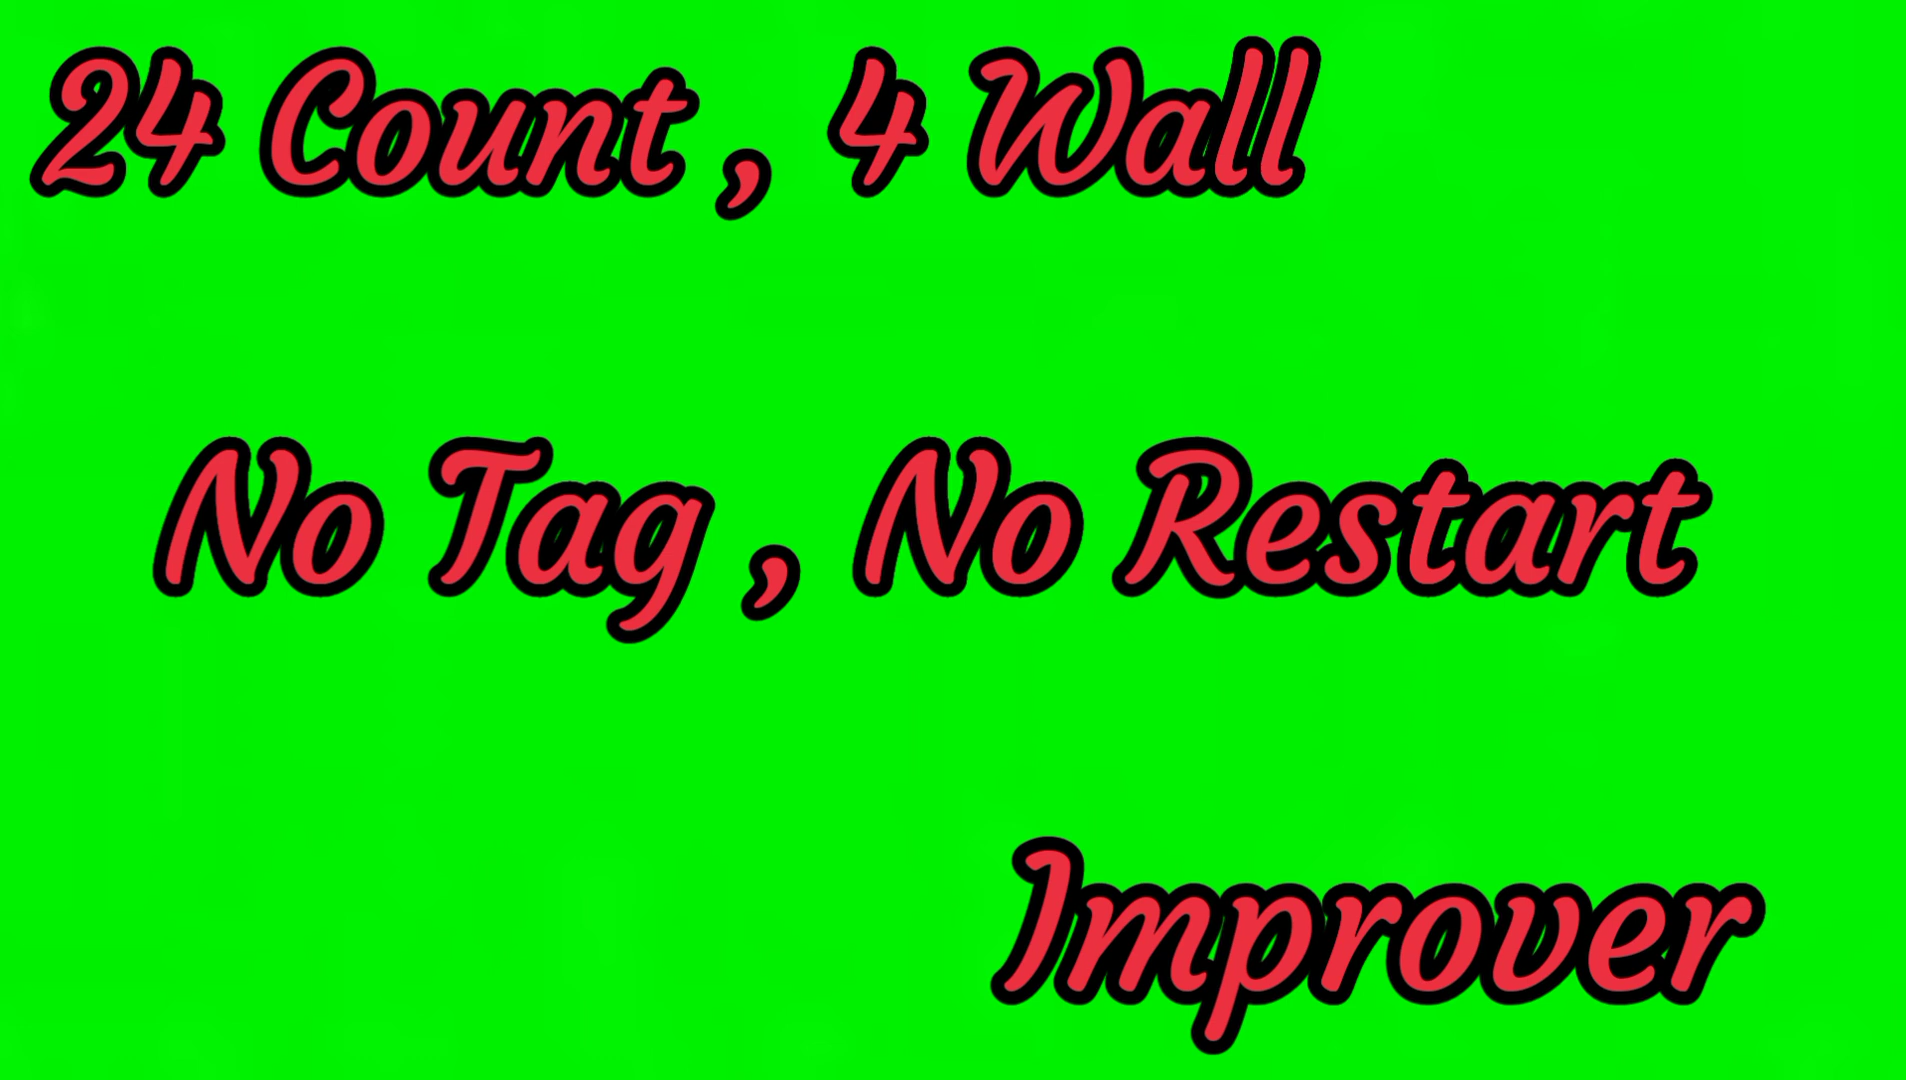 24 Count , 4 Wall
No Tag , No Restart
Improver